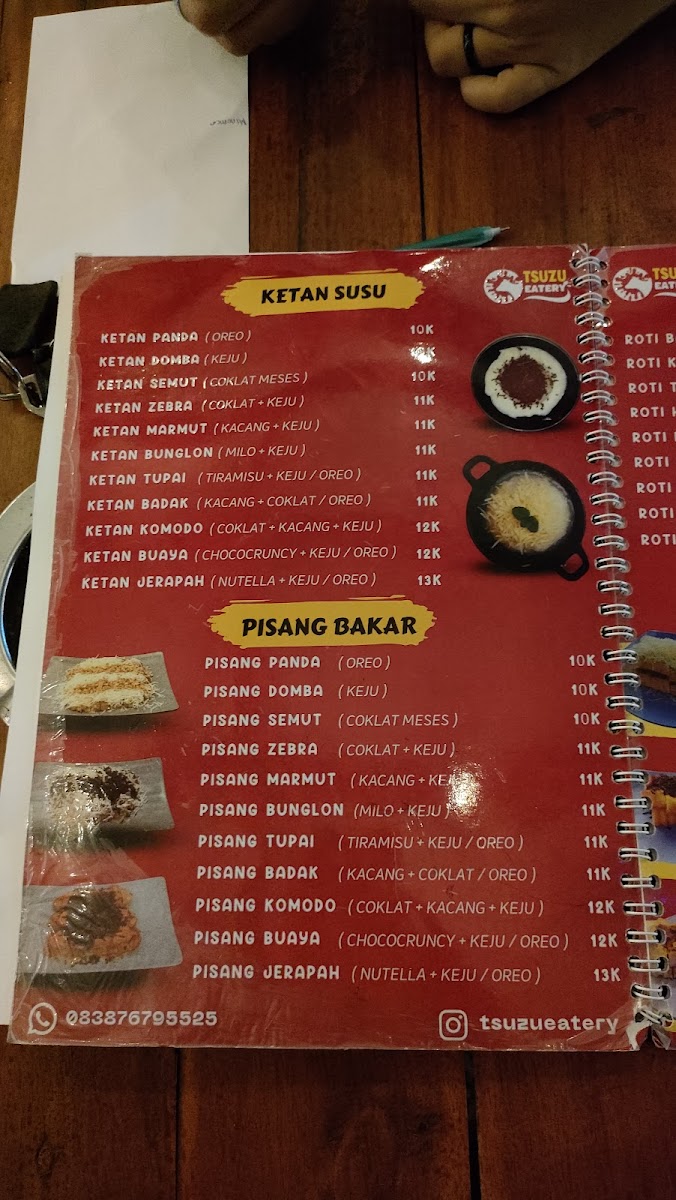 TSUZU
EATERY
KETAN SUSU
KETAN PANDA (OREO) 10K
KETAN DOMBA (KEJU)
KETAN SEMUT (COKLAT MESES) 10K
KETAN ZEBRA (COKLAT + KEJU) 11K
KETAN MARMUT (KACANG + KEJU) 11K
KETAN BUNGLON (MILO + KEJU) 11K
KETAN TUPAI (TIRAMISU + KEJU / OREO) 11K
KETAN BADAK (KACANG + COKLAT / OREO) 11K
KETAN KOMODO (COKLAT + KACANG + KEJU) 12K
KETAN BUAYA (CHOCOCRUNCY + KEJU / OREO) 12K
KETAN JERAPAH (NUTELLA + KEJU / OREO) 13K
PISANG BAKAR
PISANG PANDA (OREO) 10K
PISANG DOMBA (KEJU) 10K
PISANG SEMUT (COKLAT MESES) 10K
PISANG ZEBRA (COKLAT + KEJU) 11K
PISANG MARMUT (KACANG + KEJU 11K
PISANG BUNGLON (MILO + KEJU) 11K
PISANG TUPAI (TIRAMISU + KEJU / OREO) 11K
PISANG BADAK (KACANG + COKLAT / OREO) 11K
PISANG KOMODO (COKLAT + KACANG + KEJU) 12K
PISANG BUAYA (CHOCOCRUNCY + KEJU / OREO) 12K
PISANG JERAPAH (NUTELLA + KEJU / OREO) 13K
083876795525
tsuzueatery
TSU
EATE
ROTI B
ROTI K
ROTI T
ROTI
ROTI
ROTI
ROTI
ROTI
ROTI